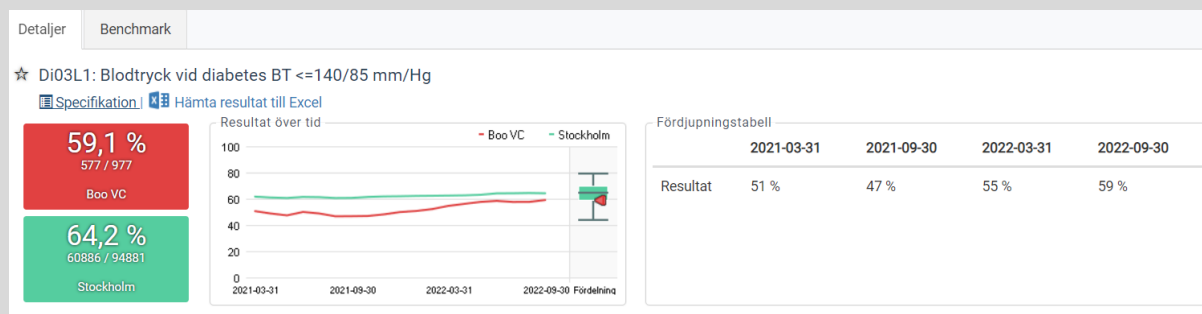 Detaljer Benchmark
☆ Di03L1: Blodtryck vid diabetes BT <=140/85 mm/Hg
Specifikation | Hämta resultat till Excel
59,1 %
577 / 977
Boo VC
64,2 %
60886 / 94881
Stockholm
Resultat över tid
Boo VC Stockholm
100
80
60
40
20
0
2021-03-31 2021-09-30 2022-03-31 2022-09-30 Fördelning
Fördjupningstabell
2021-03-31 2021-09-30 2022-03-31 2022-09-30
Resultat 51 % 47 % 55 % 59 %